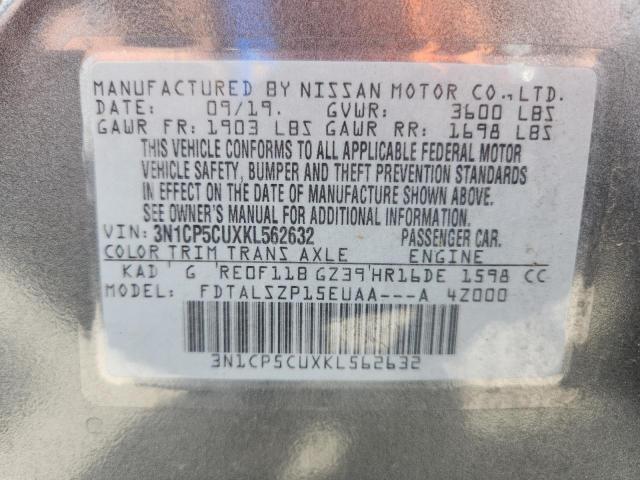 MANUFACTURED BY NISSAN MOTOR CO.,LTD.
DATE: 09/19. GVWR: 3600 LBS
GAWR FR: 1903 LBS GAWR RR: 1698 LBS
THIS VEHICLE CONFORMS TO ALL APPLICABLE FEDERAL MOTOR
VEHICLE SAFETY, BUMPER AND THEFT PREVENTION STANDARDS
IN EFFECT ON THE DATE OF MANUFACTURE SHOWN ABOVE.
SEE OWNER'S MANUAL FOR ADDITIONAL INFORMATION.
VIN: 3N1CP5CUXKL562632 PASSENGER CAR.
COLOR TRIM TRANS AXLE ENGINE
KAD G RE0F11B GZ39 HR16DE 1598 CC
MODEL: FDTALSZP15EUAA---A 4Z000
3N1CP5CUXKL562632